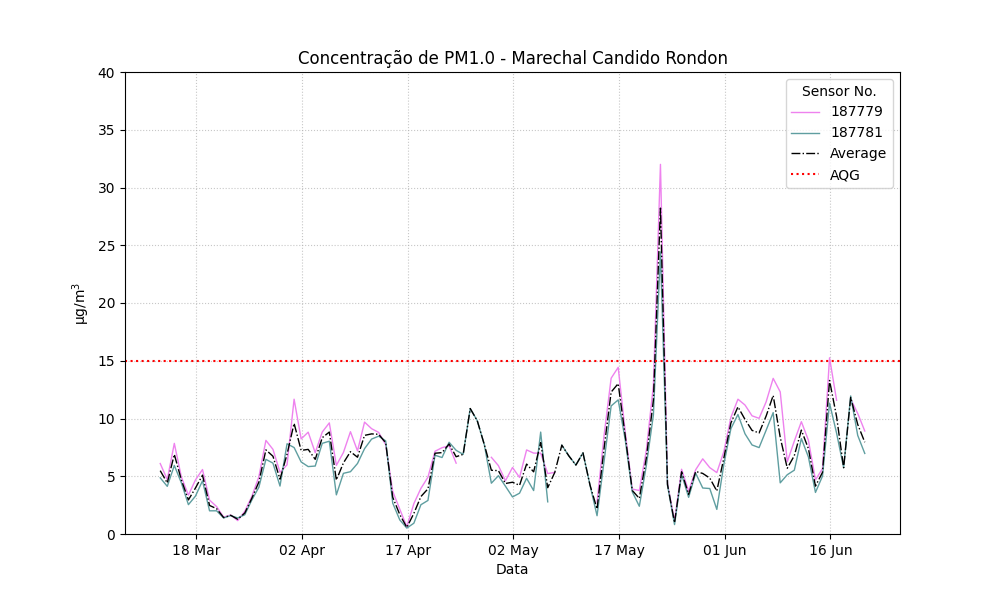 Concentração de PM1.0 - Marechal Candido Rondon
40
35
30
25
20
15
10
5
0
µg/m³
Sensor No.
187779
187781
Average
AQG
18 Mar
02 Apr
17 Apr
02 May
17 May
01 Jun
16 Jun
Data